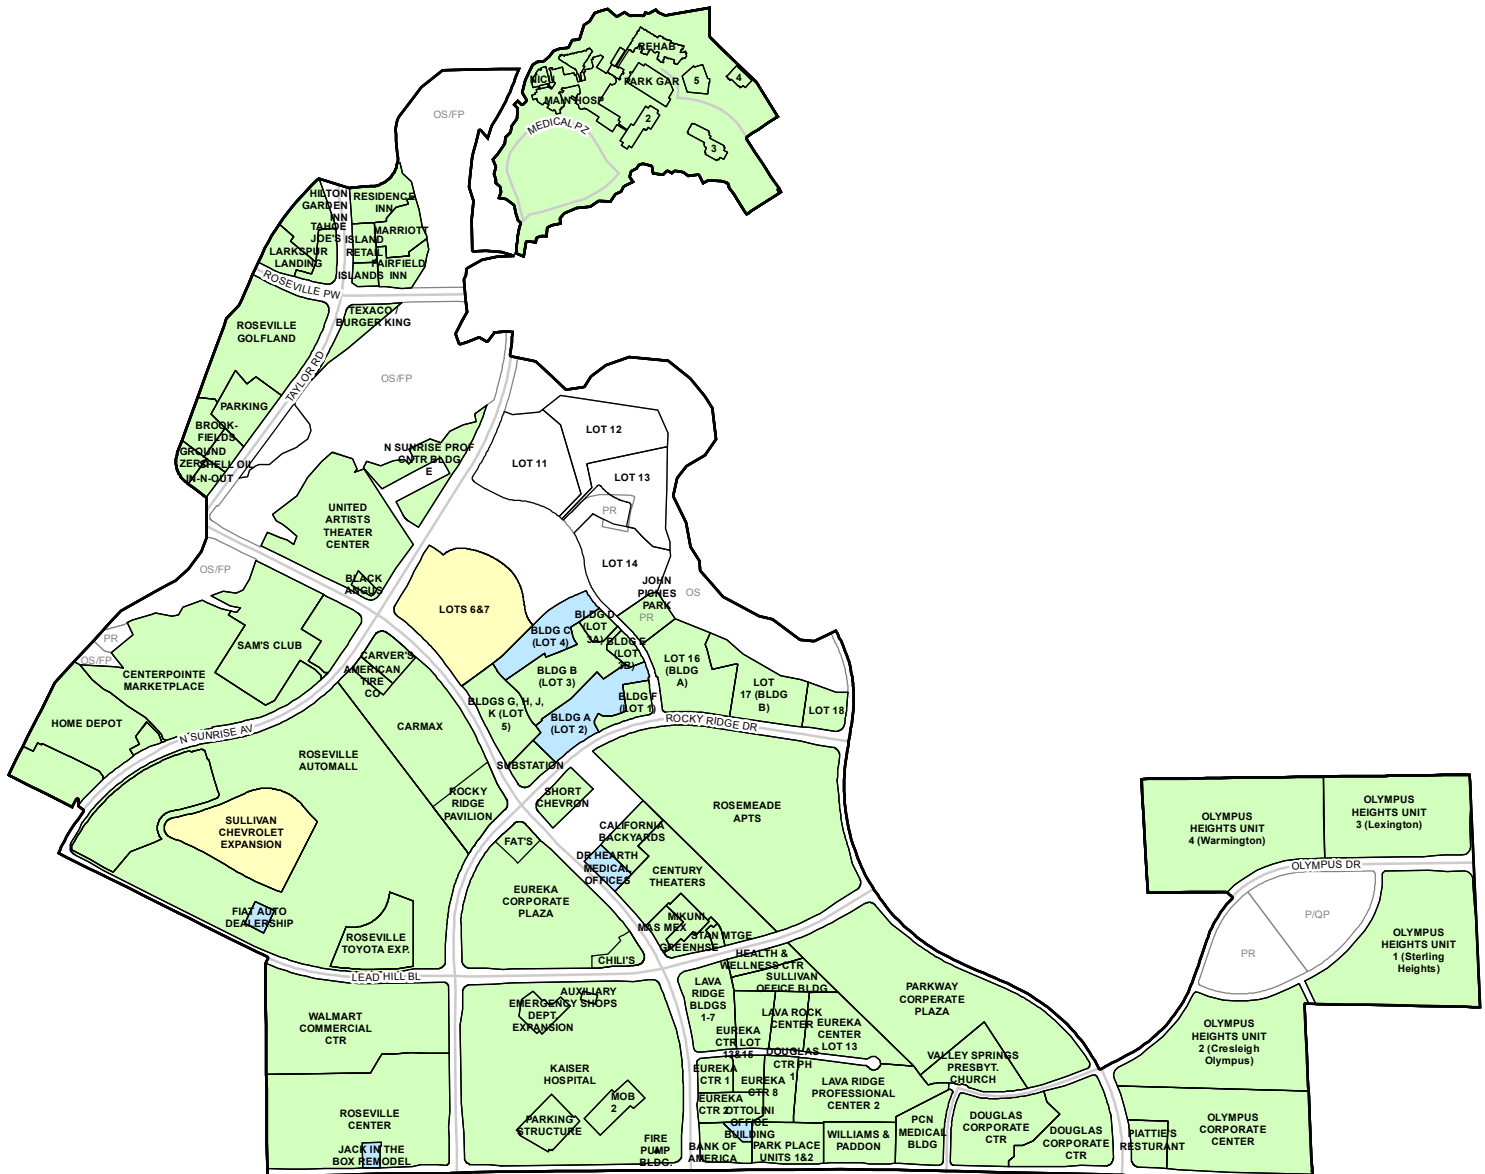 REHAB
NICU
PARK GAR
5
4
MAIN HOSP
2
MEDICAL PZ
3
OS/FP
HILTON
GARDEN
INN
RESIDENCE
INN
TAHOE
JOE'S
MARRIOTT
ISLAND
RETAIL
LARKSPUR
LANDING
FAIRFIELD
INN
ISLANDS
ROSEVILLE PW
TEXACO /
BURGER KING
ROSEVILLE
GOLFLAND
TAYLOR RD
OS/FP
PARKING
BROOK-
FIELDS
GROUND
ZERO
SHELL OIL
IN-N-OUT
N SUNRISE PROF
CNTR BLDG
E
LOT 12
LOT 11
LOT 13
PR
LOT 14
UNITED
ARTISTS
THEATER
CENTER
BLACK
ANGUS
OS/FP
JOHN
PICHES
PARK
PR
OS
LOTS 6&7
BLDG D
(LOT
3A)
BLDG C
(LOT 4)
BLDG E
(LOT
3B)
PR
OS/FP
SAM'S CLUB
CARVER'S
AMERICAN
TIRE
CO
CENTERPOINTE
MARKETPLACE
BLDG B
(LOT 3)
LOT 16
(BLDG
A)
LOT
17 (BLDG
B)
LOT 18
BLDGS G, H, J,
K (LOT
5)
BLDG F
(LOT 1)
BLDG A
(LOT 2)
ROCKY RIDGE DR
HOME DEPOT
N SUNRISE AV
CARMAX
ROSEVILLE
AUTOMALL
SUBSTATION
ROCKY
RIDGE
PAVILION
SHORT
CHEVRON
ROSEMEADE
APTS
SULLIVAN
CHEVROLET
EXPANSION
FAT'S
CALIFORNIA
BACKYARDS
DR HEARTH
MEDICAL
OFFICES
CENTURY
THEATERS
EUREKA
CORPORATE
PLAZA
FIAT AUTO
DEALERSHIP
MIKUNI
MAS MEX
STAN MTGE
GREENHSE
ROSEVILLE
TOYOTA EXP.
CHILI'S
HEALTH &
WELLNESS CTR
LEAD HILL BL
SULLIVAN
OFFICE BLDG
OLYMPUS
HEIGHTS UNIT
4 (Warmington)
OLYMPUS
HEIGHTS UNIT
3 (Lexington)
OLYMPUS DR
P/QP
PR
OLYMPUS
HEIGHTS UNIT
1 (Sterling
Heights)
LAVA
RIDGE
BLDGS
1-7
PARKWAY
CORPERATE
PLAZA
AUXILIARY
SHOPS
EMERGENCY
DEPT.
EXPANSION
WALMART
COMMERCIAL
CTR
LAVA ROCK
CENTER
EUREKA
CENTER
LOT 13
EUREKA
CTR LOT
12&15
OLYMPUS
HEIGHTS UNIT
2 (Cresleigh
Olympus)
DOUGLAS
CTR PH
1
VALLEY SPRINGS
PRESBYT.
CHURCH
KAISER
HOSPITAL
EUREKA
CTR 1
EUREKA
CTR 8
LAVA RIDGE
PROFESSIONAL
CENTER 2
MOB
2
EUREKA
CTR 2
OTTOLINI
OFFICE
BUILDING
PARKING
STRUCTURE
ROSEVILLE
CENTER
PCN
MEDICAL
BLDG
DOUGLAS
CORPORATE
CTR
DOUGLAS
CORPORATE
CTR
PIATTIE'S
RESTURANT
OLYMPUS
CORPORATE
CENTER
JACK IN THE
BOX REMODEL
FIRE
PUMP
BLDG.
BANK OF
AMERICA
PARK PLACE
UNITS 1&2
WILLIAMS &
PADDON